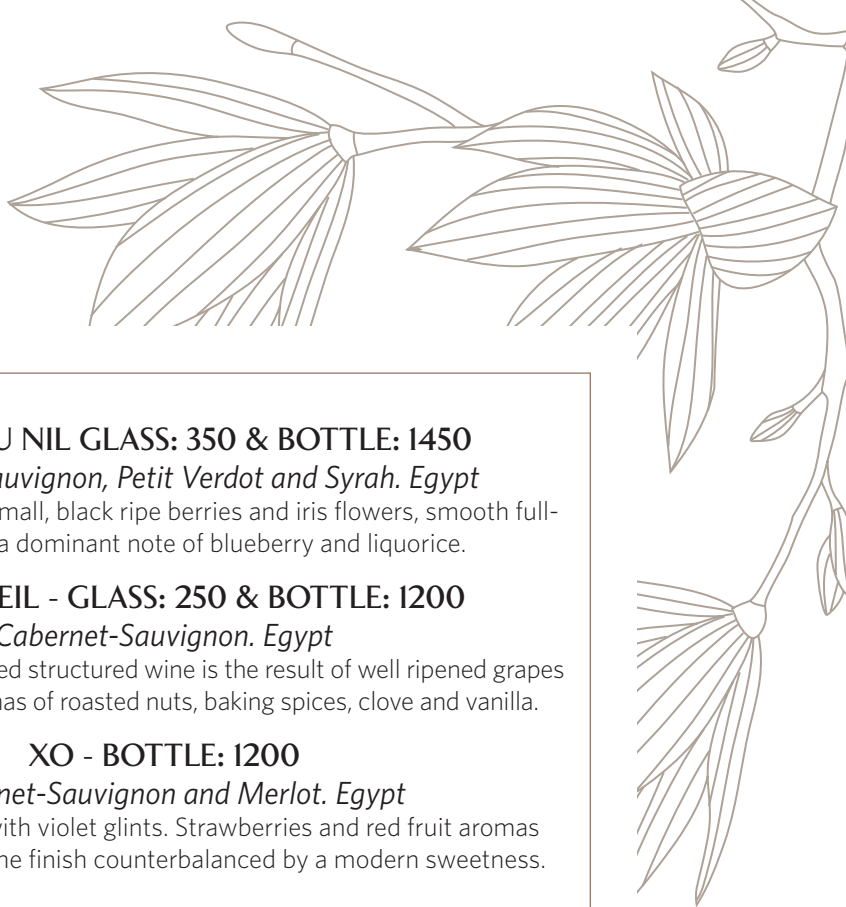 U NIL GLASS: 350 & BOTTLE: 1450
auvignon, Petit Verdot and Syrah. Egypt
mall, black ripe berries and iris flowers, smooth full-
a dominant note of blueberry and liquorice.
EIL - GLASS: 250 & BOTTLE: 1200
Cabernet-Sauvignon. Egypt
ed structured wine is the result of well ripened grapes
nas of roasted nuts, baking spices, clove and vanilla.
XO - BOTTLE: 1200
net-Sauvignon and Merlot. Egypt
vith violet glints. Strawberries and red fruit aromas
ne finish counterbalanced by a modern sweetness.